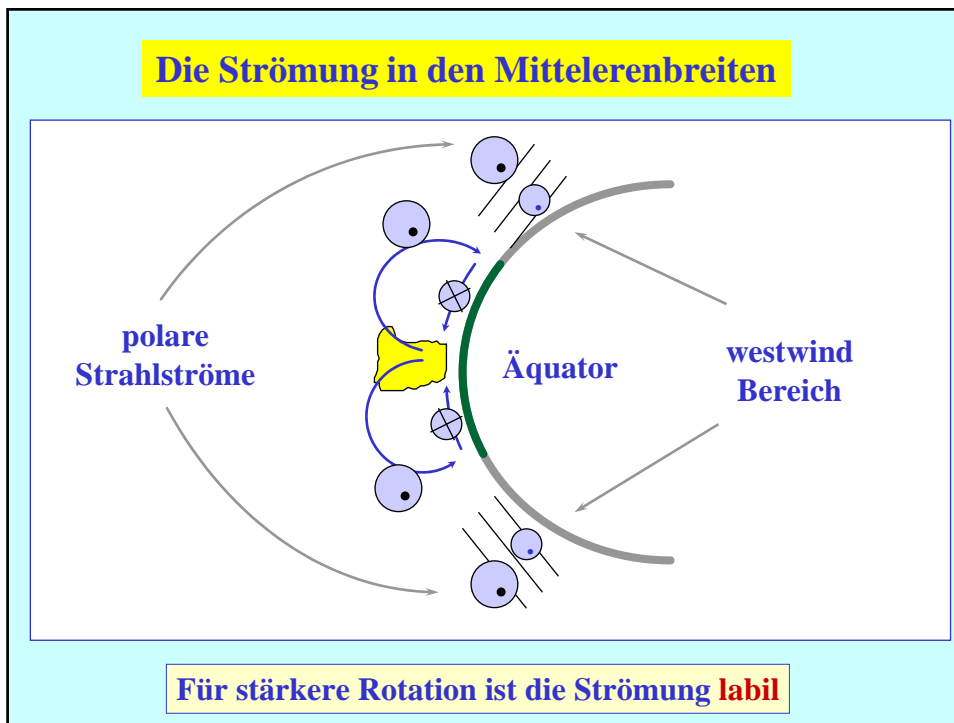 Die Strömung in den Mittelerenbreiten
polare
Strahlströme
Äquator
westwind
Bereich
Für stärkere Rotation ist die Strömung labil